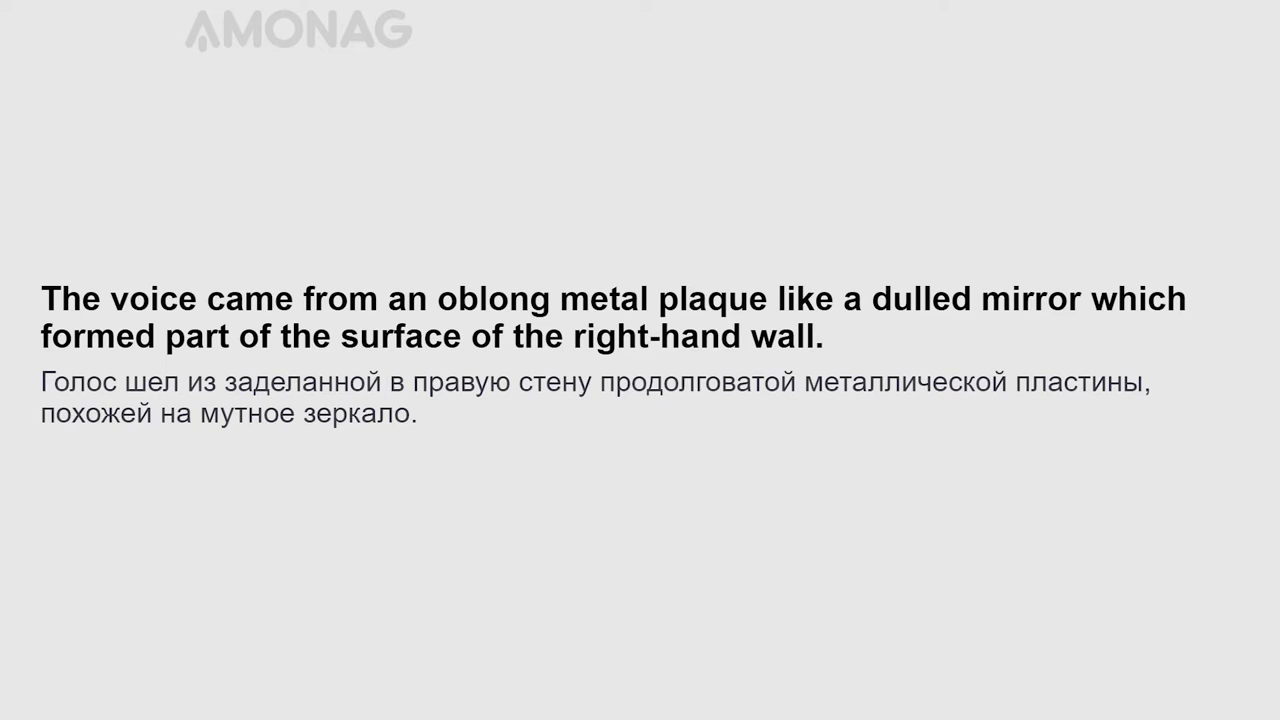 AMONAG
The voice came from an oblong metal plaque like a dulled mirror which
formed part of the surface of the right-hand wall.
Голос шел из заделанной в правую стену продолговатой металлической пластины,
похожей на мутное зеркало.